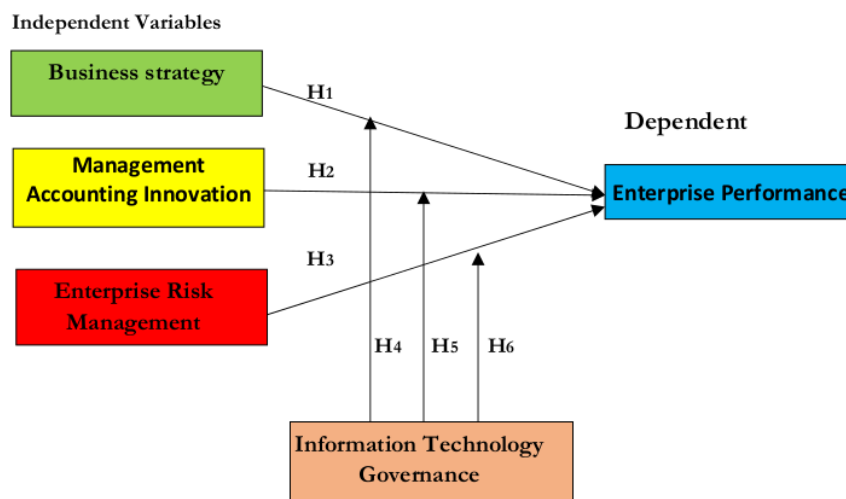 Independent Variables
Business strategy
H1
Dependent
Management
Accounting Innovation
H2
Enterprise Performance
H3
Enterprise Risk
Management
H4
H5
H6
Information Technology
Governance